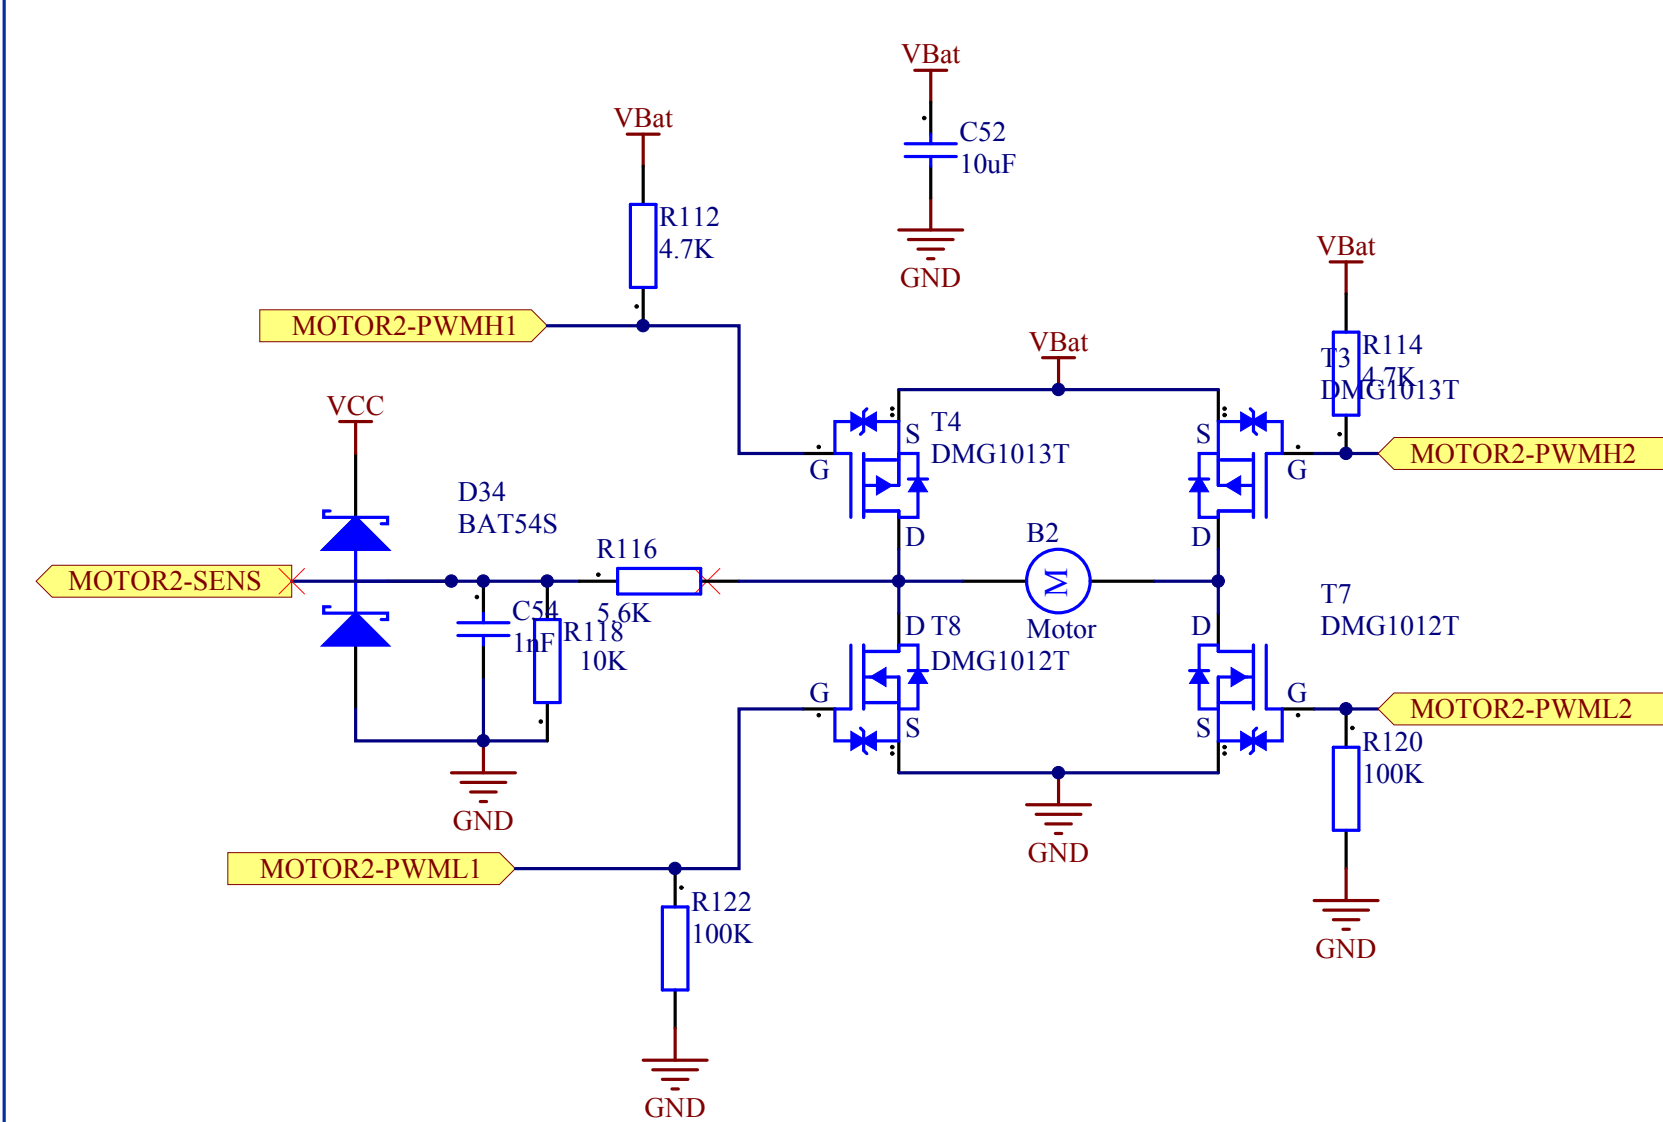 VBat
C52
10uF
GND
VBat
R112
4.7K
MOTOR2-PWMH1
VBat
R114
4.7K
T3
DMG1013T
MOTOR2-PWMH2
VBat
S
T4
DMG1013T
G
D
S
G
D
VCC
D34
BAT54S
MOTOR2-SENS
R116
5.6K
C54
1nF
R118
10K
GND
B2
M
Motor
D
T8
DMG1012T
G
S
D
T7
DMG1012T
G
S
MOTOR2-PWML2
R120
100K
GND
GND
MOTOR2-PWML1
R122
100K
GND